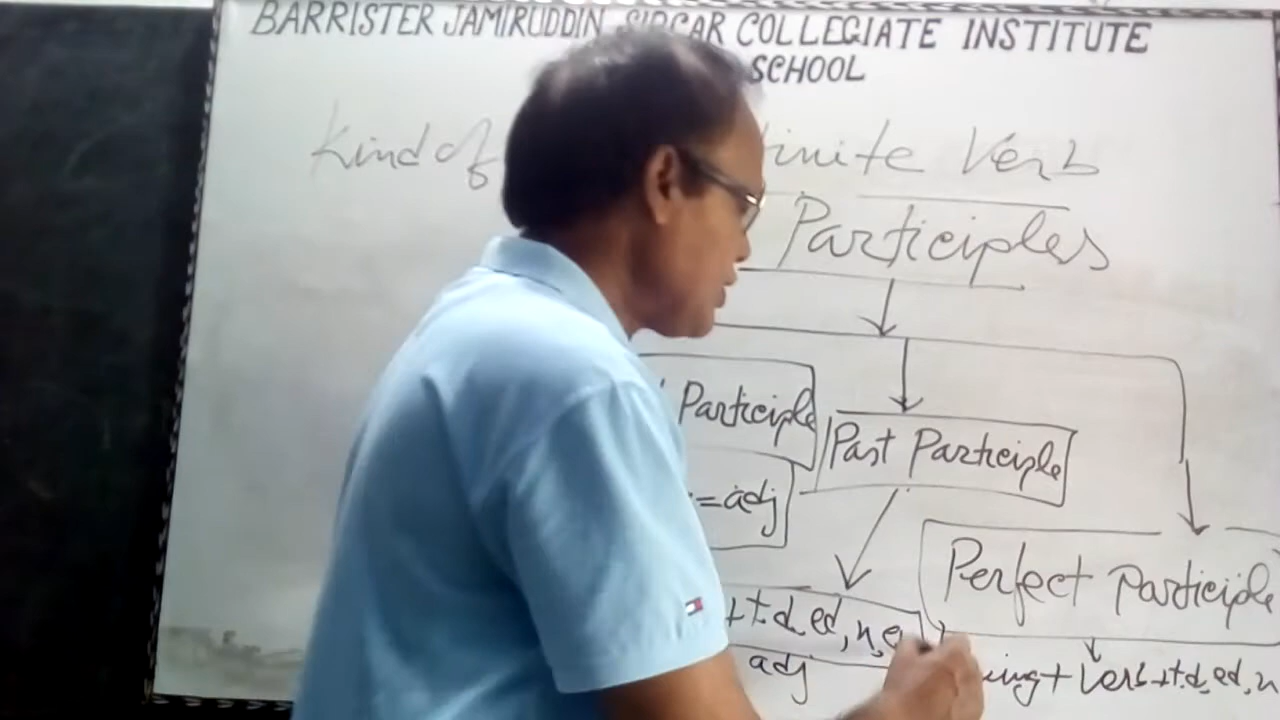 BARRISTER JAMIRUDDIN SIRCAR COLLEGIATE INSTITUTE
SCHOOL
Kind of inite Verb
Participles
Participle
Past Participle
=adj
Perfect Participle
+t.d.ed,n,e
adj
ing+Verb+t.d.ed,n